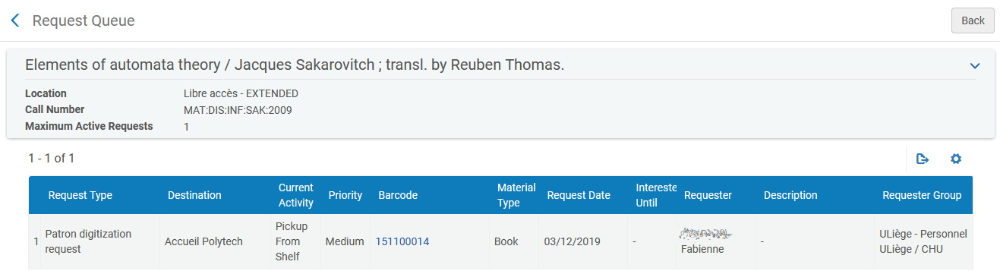 Request Queue
Back
Elements of automata theory / Jacques Sakarovitch ; transl. by Reuben Thomas.
Location Libre accès - EXTENDED
Call Number MAT:DIS:INF:SAK:2009
Maximum Active Requests 1
1 - 1 of 1
Request Type Destination Current Activity Priority Barcode Material Type Request Date Intereste Until Requester Description Requester Group
1 Patron digitization request Accueil Polytech Pickup From Shelf Medium 151100014 Book 03/12/2019 - Fabienne - ULiège - Personnel ULiège / CHU